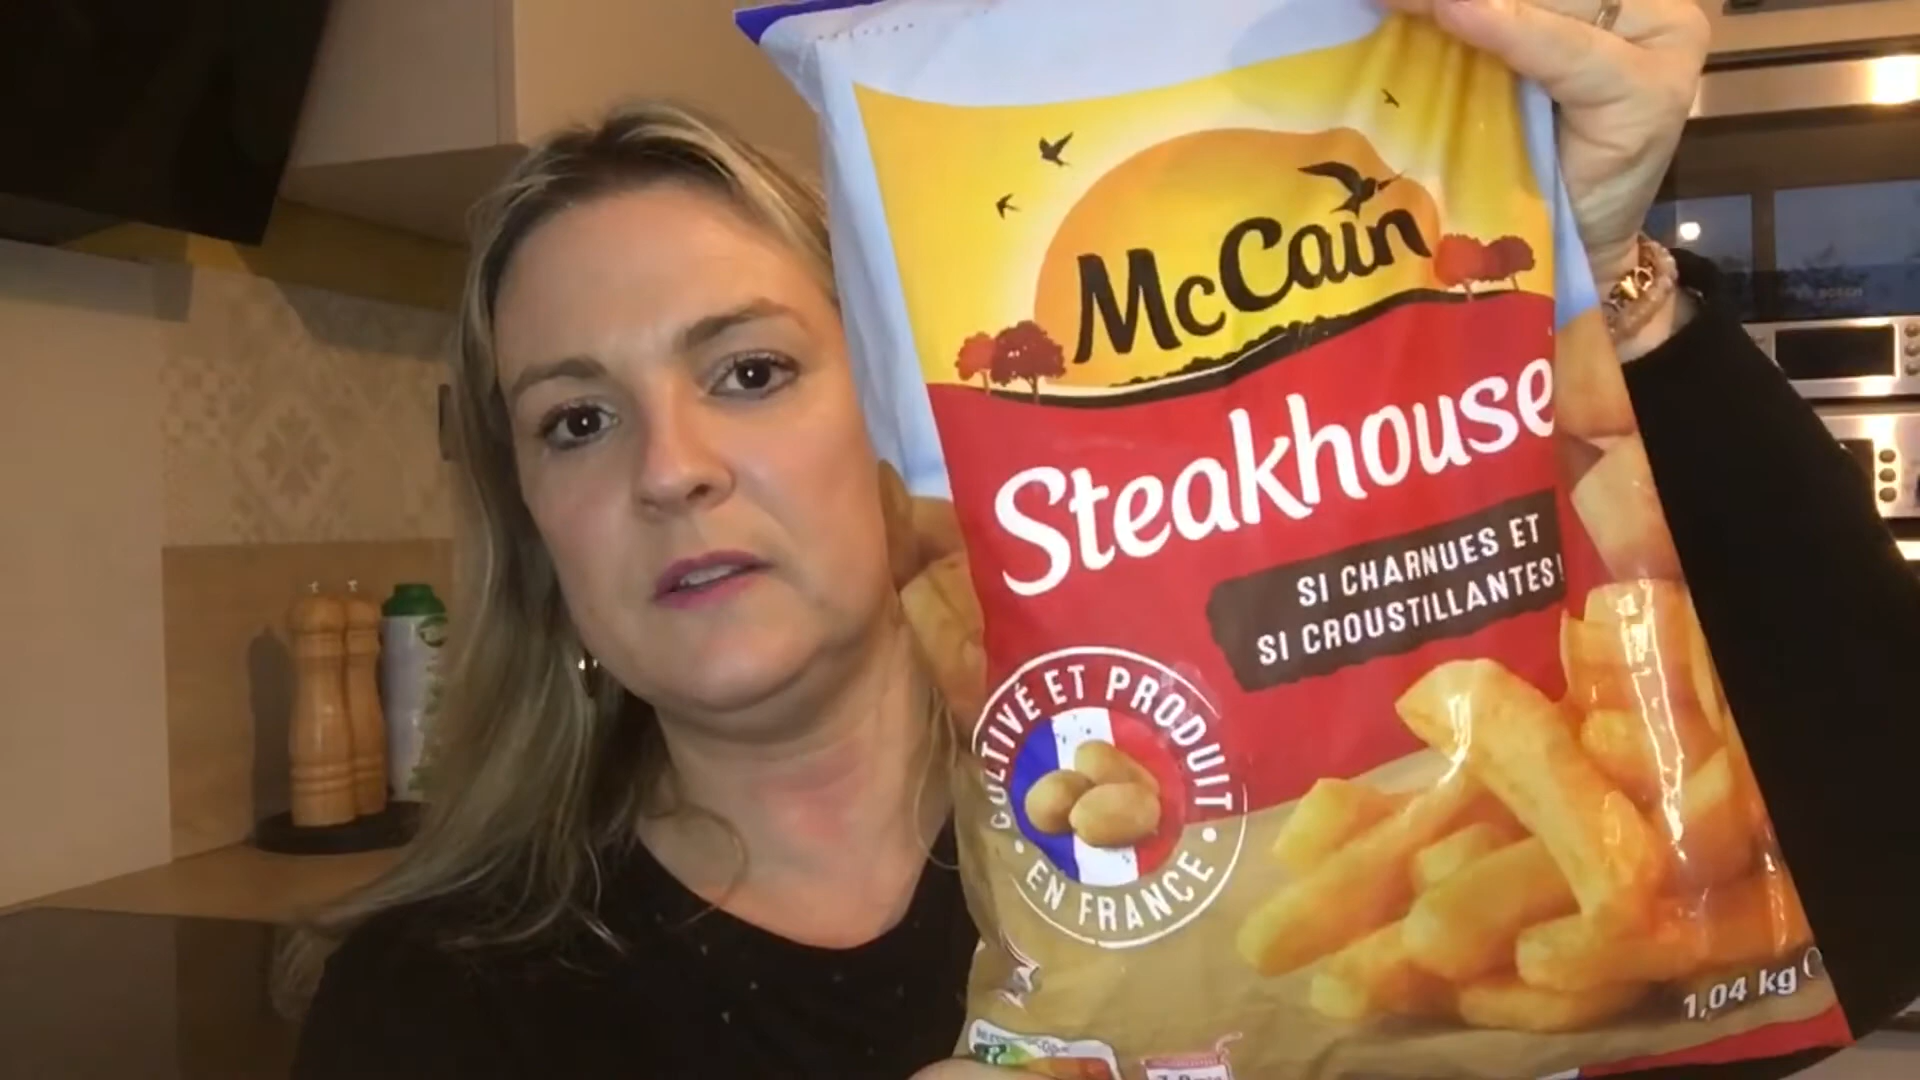 McCain
Steakhouse
SI CHARNUES ET
SI CROUSTILLANTES!
CULTIVÉ ET PRODUIT
• EN FRANCE •
1,04 kg